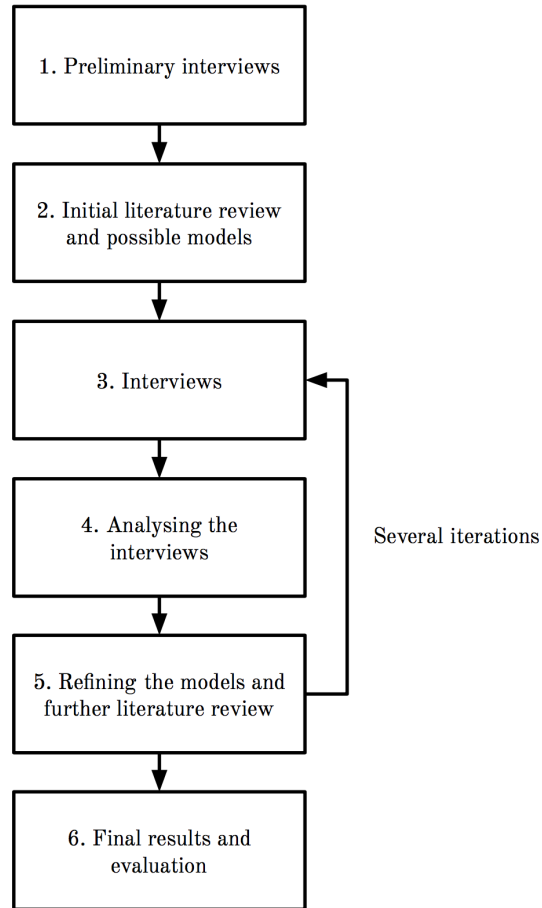 1. Preliminary interviews
2. Initial literature review
and possible models
3. Interviews
4. Analysing the
interviews
Several iterations
5. Refining the models and
further literature review
6. Final results and
evaluation